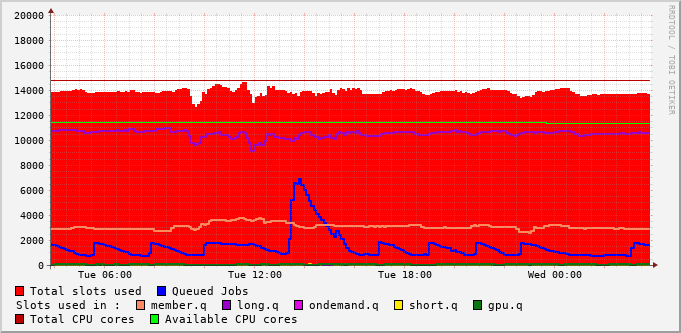 20000
18000
16000
14000
12000
10000
8000
6000
4000
2000
0
Tue 06:00 Tue 12:00 Tue 18:00 Wed 00:00
RRDTOOL / TOBI OETIKER
Total slots used Queued Jobs
Slots used in : member.q long.q ondemand.q short.q gpu.q
Total CPU cores Available CPU cores